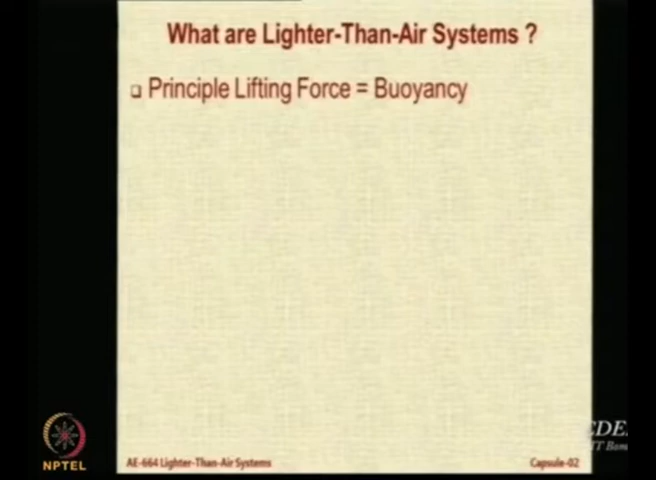 What are Lighter-Than-Air Systems ?
❑ Principle Lifting Force = Buoyancy
NPTEL
AE-664 Lighter-Than-Air Systems
Capsule-02